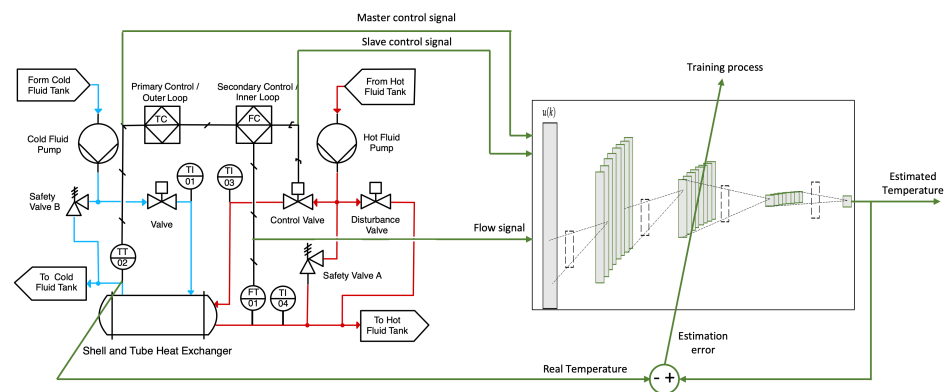 Master control signal
Slave control signal
Form Cold
Fluid Tank
Primary Control /
Outer Loop
Secondary Control /
Inner Loop
From Hot
Fluid Tank
Training process
TC
FC
u(k)
Cold Fluid
Pump
Hot Fluid
Pump
TI
01
TI
03
Safety
Valve B
Valve
Control Valve
Disturbance
Valve
Estimated
Temperature
Flow signal
TT
02
Safety Valve A
To Cold
Fluid Tank
FT
01
TI
04
To Hot
Fluid Tank
Shell and Tube Heat Exchanger
Estimation
error
Real Temperature
- +